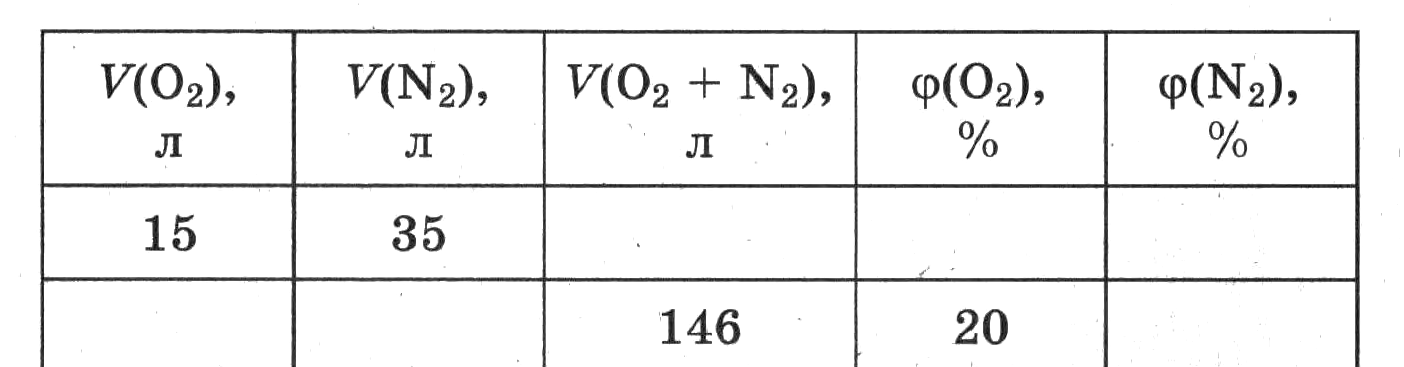 V(O₂), л V(N₂), л V(O₂ + N₂), л φ(O₂), % φ(N₂), %
15 35
146 20